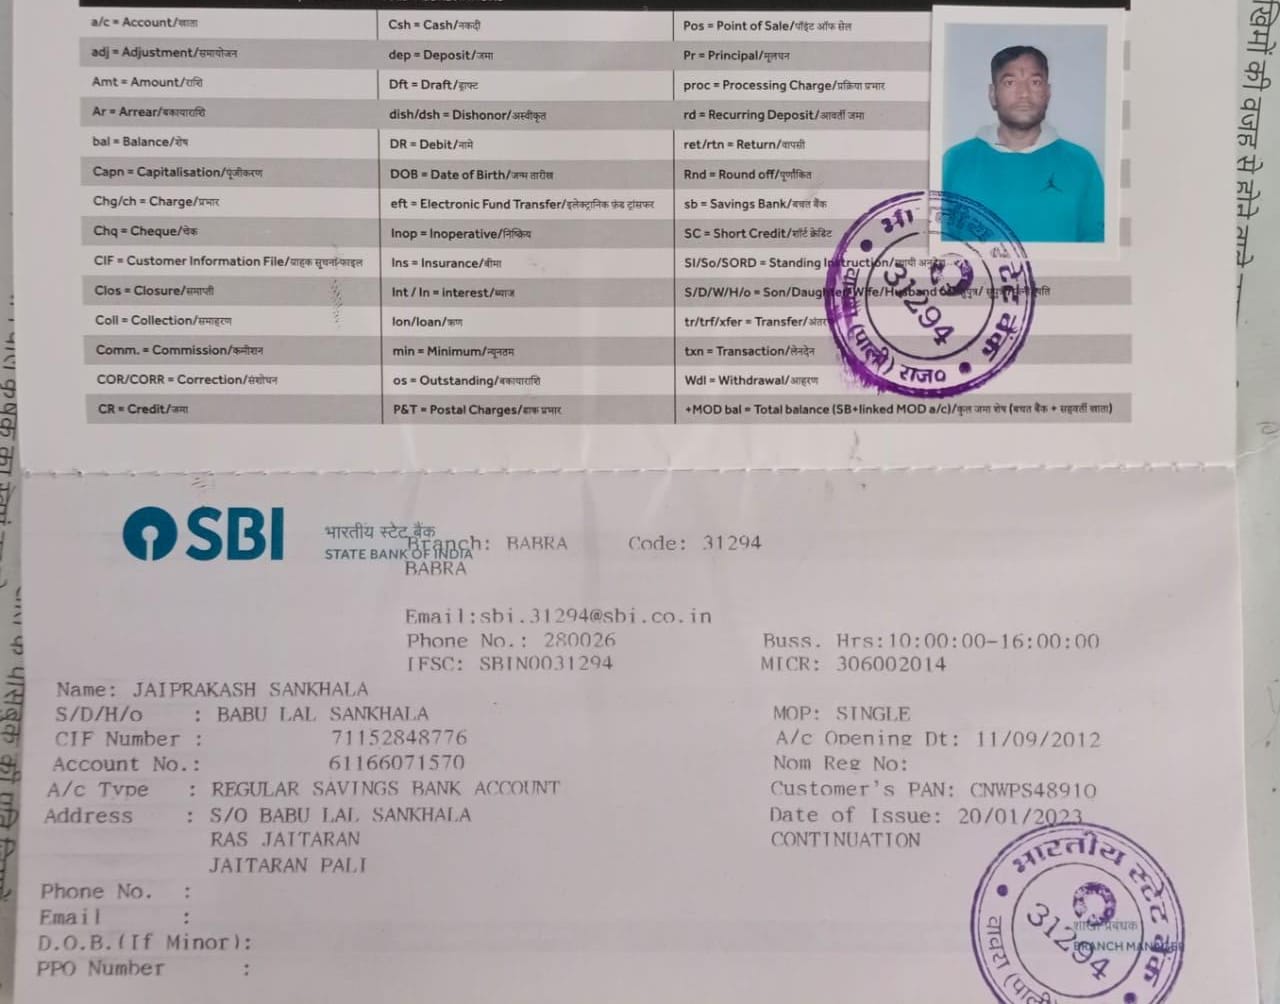 a/c = Account/खाता
Csh = Cash/नकदी
Pos = Point of Sale/पॉइंट ऑफ सेल
adj = Adjustment/समायोजन
dep = Deposit/जमा
Pr = Principal/मूलधन
Amt = Amount/राशि
Dft = Draft/ड्राफ्ट
proc = Processing Charge/प्रक्रिया प्रभार
Ar = Arrear/बकायाराशि
dish/dsh = Dishonor/अस्वीकृत
rd = Recurring Deposit/आवर्ती जमा
bal = Balance/शेष
DR = Debit/नामे
ret/rtn = Return/वापसी
Capn = Capitalisation/पूंजीकरण
DOB = Date of Birth/जन्म तारीख
Rnd = Round off/पूर्णांकित
Chg/ch = Charge/प्रभार
eft = Electronic Fund Transfer/इलेक्ट्रानिक फ़ंड ट्रांसफर
sb = Savings Bank/बचत बैंक
Chq = Cheque/चेक
Inop = Inoperative/निष्क्रिय
SC = Short Credit/शॉर्ट क्रेडिट
CIF = Customer Information File/ग्राहक सूचना फाइल
Ins = Insurance/बीमा
SI/So/SORD = Standing Instruction/स्थायी
Clos = Closure/समाप्ती
Int / In = interest/ब्याज
S/D/W/H/o = Son/Daughter/Wife/Husband
Coll = Collection/समाहरण
lon/loan/ऋण
tr/trf/xfer = Transfer/अंतरण
Comm. = Commission/कमीशन
min = Minimum/न्यूनतम
txn = Transaction/लेनदेन
COR/CORR = Correction/संशोधन
os = Outstanding/बकायाराशि
Wdl = Withdrawal/आहरण
CR = Credit/जमा
P&T = Postal Charges/डाक प्रभार
+MOD bal = Total balance (SB+linked MOD a/c)/कुल जमा शेष (बचत बैंक + सहवर्ती खाता)
भारतीय स्टेट बैंक
31294
(पाली) राज०
SBI
भारतीय स्टेट बैंक
STATE BANK OF INDIA
Branch: BABRA Code: 31294
BABRA
Email:sbi.31294@sbi.co.in
Phone No.: 280026 Buss. Hrs:10:00:00-16:00:00
IFSC: SBIN0031294 MICR: 306002014
Name: JAIPRAKASH SANKHALA
S/D/H/o : BABU LAL SANKHALA MOP: SINGLE
CIF Number : 71152848776 A/c Opening Dt: 11/09/2012
Account No.: 61166071570 Nom Reg No:
A/c Type : REGULAR SAVINGS BANK ACCOUNT Customer's PAN: CNWPS4891O
Address : S/O BABU LAL SANKHALA Date of Issue: 20/01/2023
RAS JAITARAN CONTINUATION
JAITARAN PALI
Phone No. :
Email :
D.O.B.(If Minor):
PPO Number :
भारतीय स्टेट बैंक
31294
शाखा प्रबंधक
BRANCH MANAGER
बाबरा (पाली)